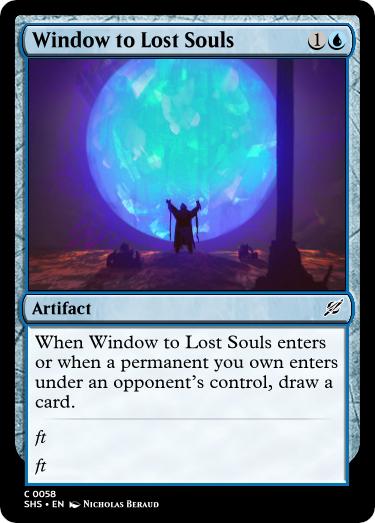 Window to Lost Souls 1
Artifact
When Window to Lost Souls enters
or when a permanent you own enters
under an opponent's control, draw a
card.
ft
ft
C 0058
SHS • EN Nicholas Beraud